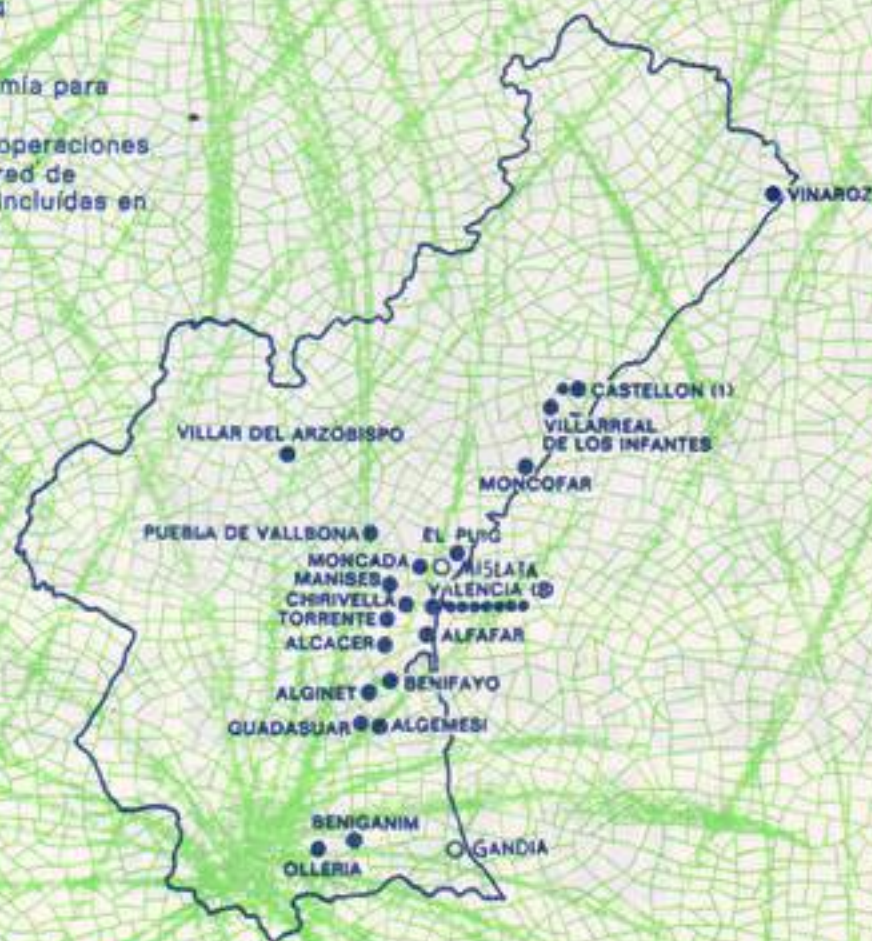 mía para
operaciones
red de
incluídas en
VINAROZ
CASTELLON (1)
VILLARREAL
DE LOS INFANTES
VILLAR DEL ARZOBISPO
MONCOFAR
PUEBLA DE VALLBONA
EL PUIG
MONCADA
MISLATA
MANISES
VALENCIA
CHIRIVELLA
TORRENTE
ALFAFAR
ALCACER
BENIFAYO
ALGINET
GUADASUAR
ALGEMESI
BENIGANIM
GANDIA
OLLERIA